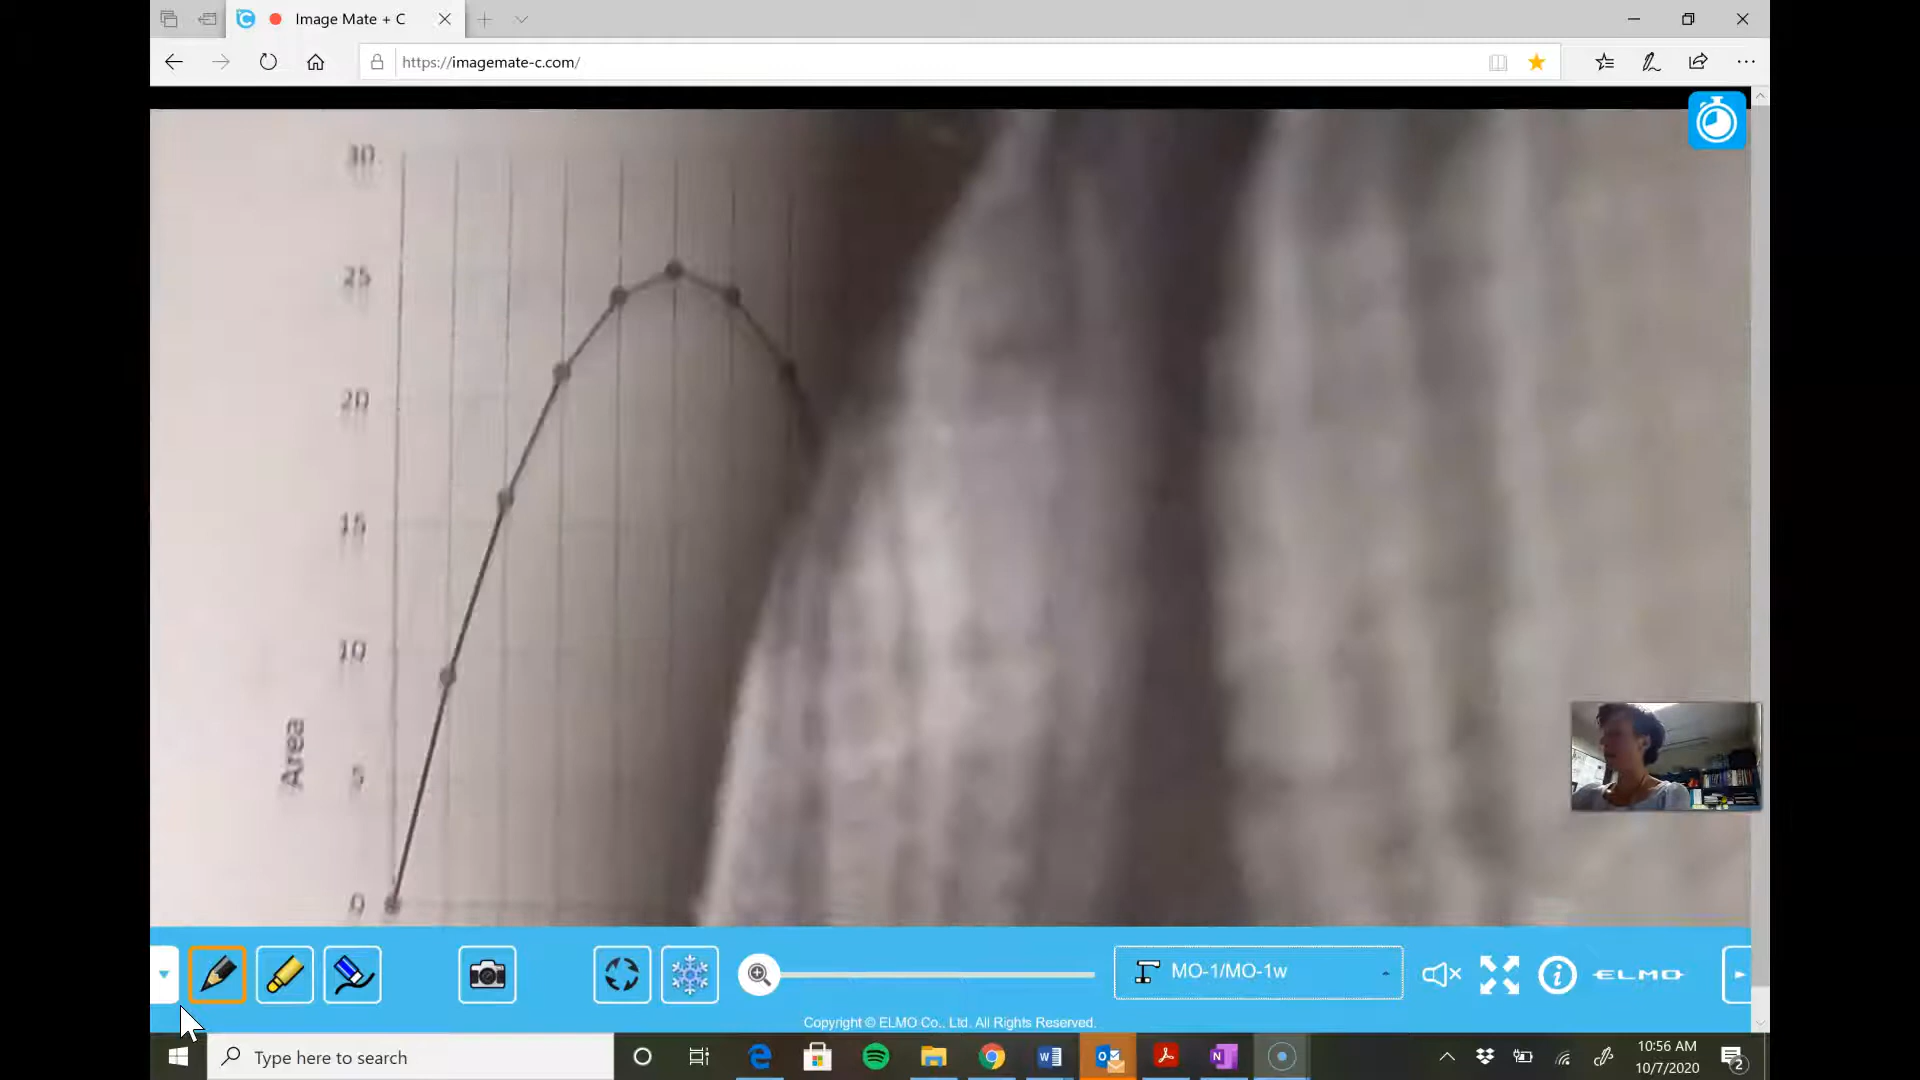 Image Mate + C
https://imagemate-c.com/
30
25
20
15
10
5
0
Area
MO-1/MO-1w
ELMO
Copyright © ELMO Co., Ltd. All Rights Reserved.
Type here to search
10:56 AM
10/7/2020
2